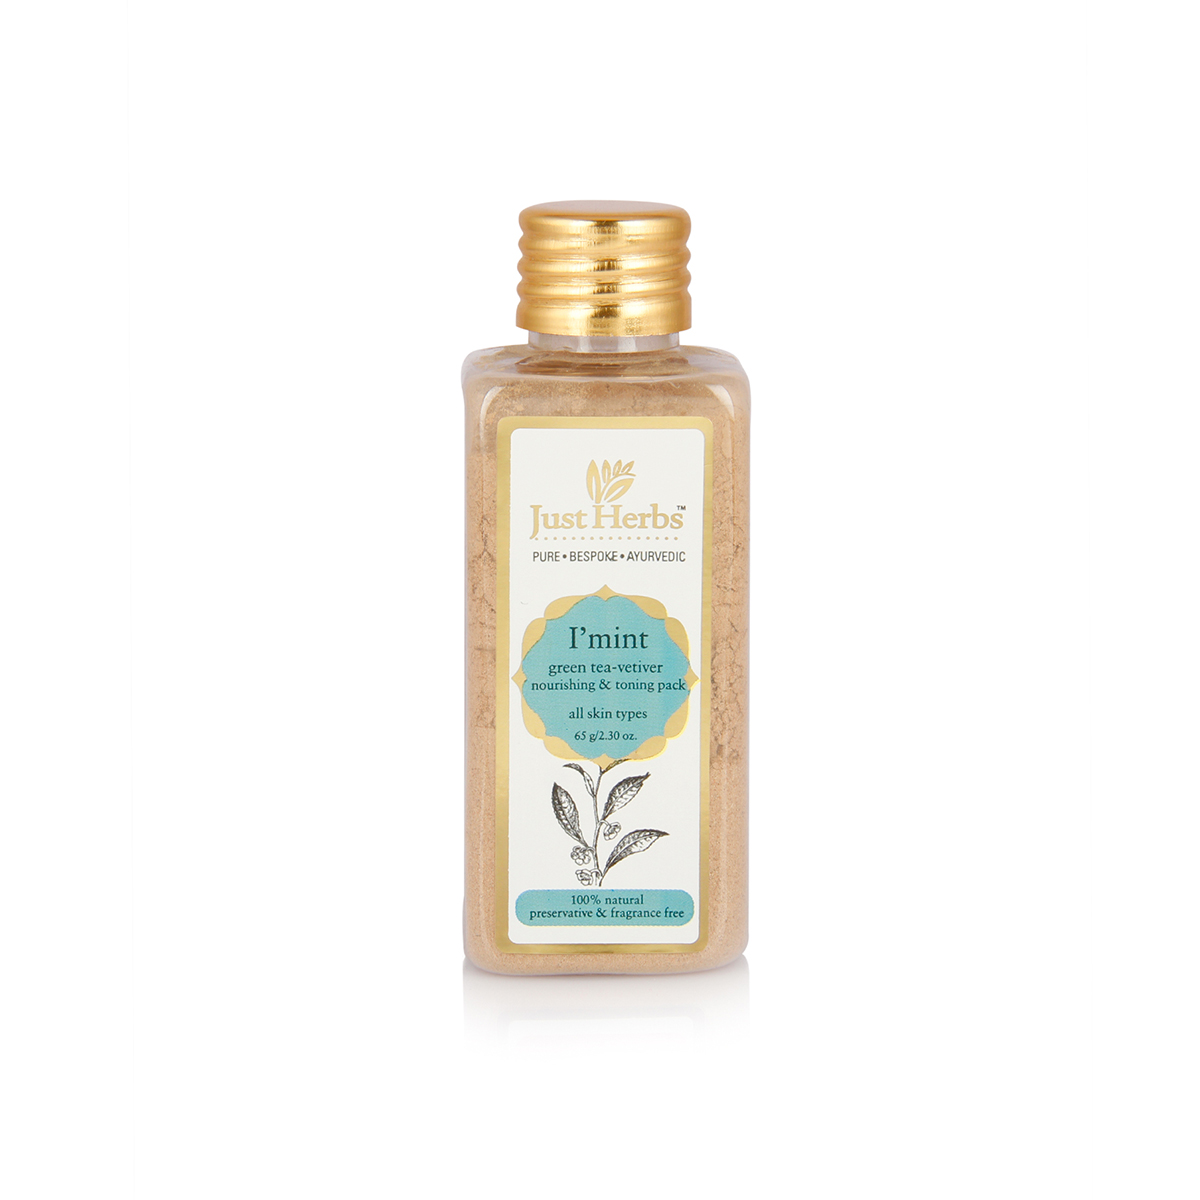 Just Herbs™
PURE • BESPOKE • AYURVEDIC
I'mint
green tea-vetiver
nourishing & toning pack
all skin types
65 g/2.30 oz.
100% natural
preservative & fragrance free